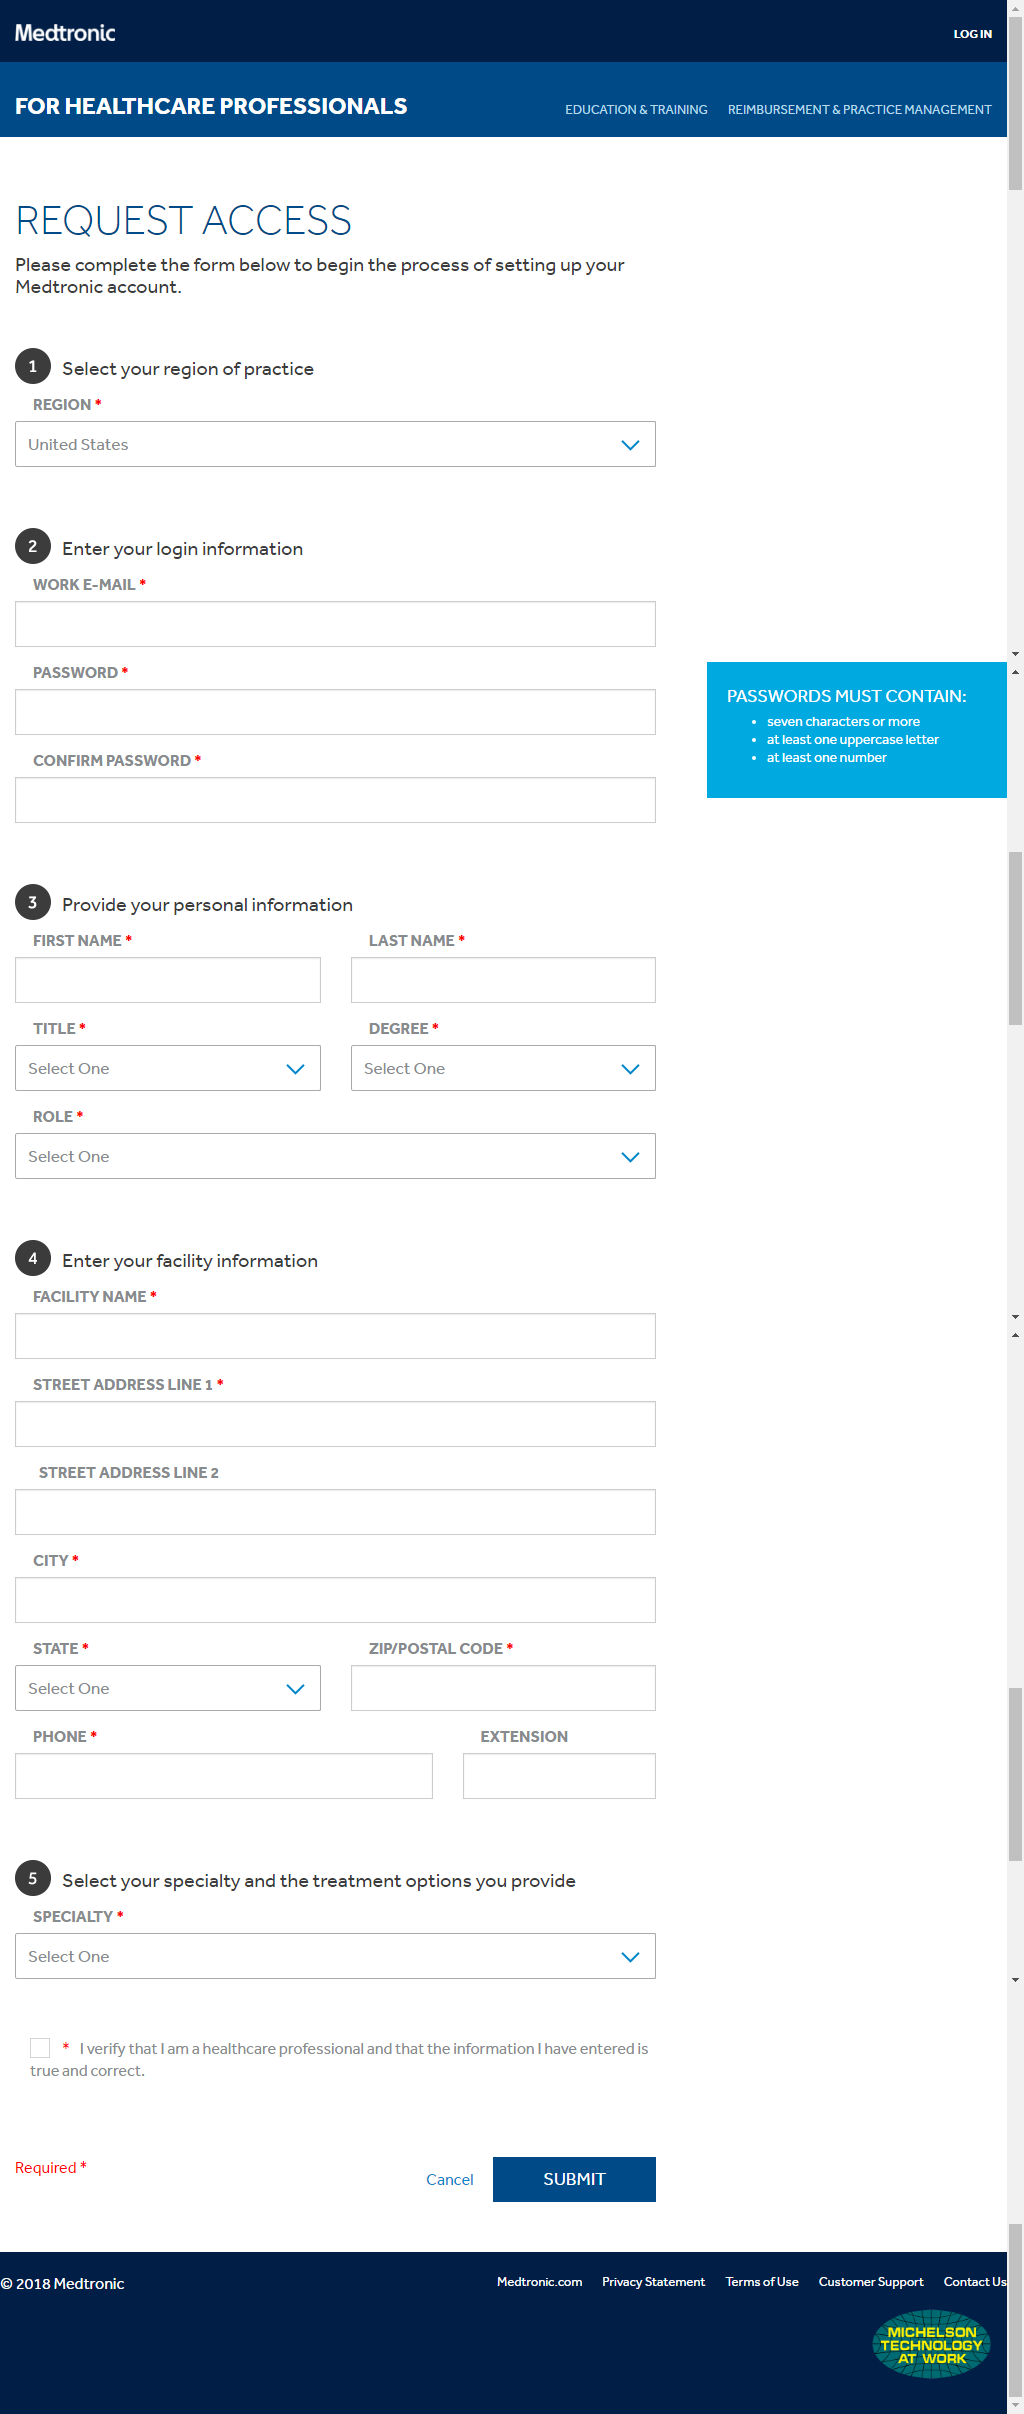 Medtronic
LOG IN
FOR HEALTHCARE PROFESSIONALS
EDUCATION & TRAINING
REIMBURSEMENT & PRACTICE MANAGEMENT
REQUEST ACCESS
Please complete the form below to begin the process of setting up your
Medtronic account.
1 Select your region of practice
REGION *
United States
2 Enter your login information
WORK E-MAIL *
PASSWORD *
PASSWORDS MUST CONTAIN:
• seven characters or more
• at least one uppercase letter
• at least one number
CONFIRM PASSWORD *
3 Provide your personal information
FIRST NAME *
LAST NAME *
TITLE *
DEGREE *
Select One
Select One
ROLE *
Select One
4 Enter your facility information
FACILITY NAME *
STREET ADDRESS LINE 1 *
STREET ADDRESS LINE 2
CITY *
STATE *
ZIP/POSTAL CODE *
Select One
PHONE *
EXTENSION
5 Select your specialty and the treatment options you provide
SPECIALTY *
Select One
* I verify that I am a healthcare professional and that the information I have entered is
true and correct.
Required *
Cancel
SUBMIT
© 2018 Medtronic
Medtronic.com
Privacy Statement
Terms of Use
Customer Support
Contact Us
MICHELSON
TECHNOLOGY
AT WORK